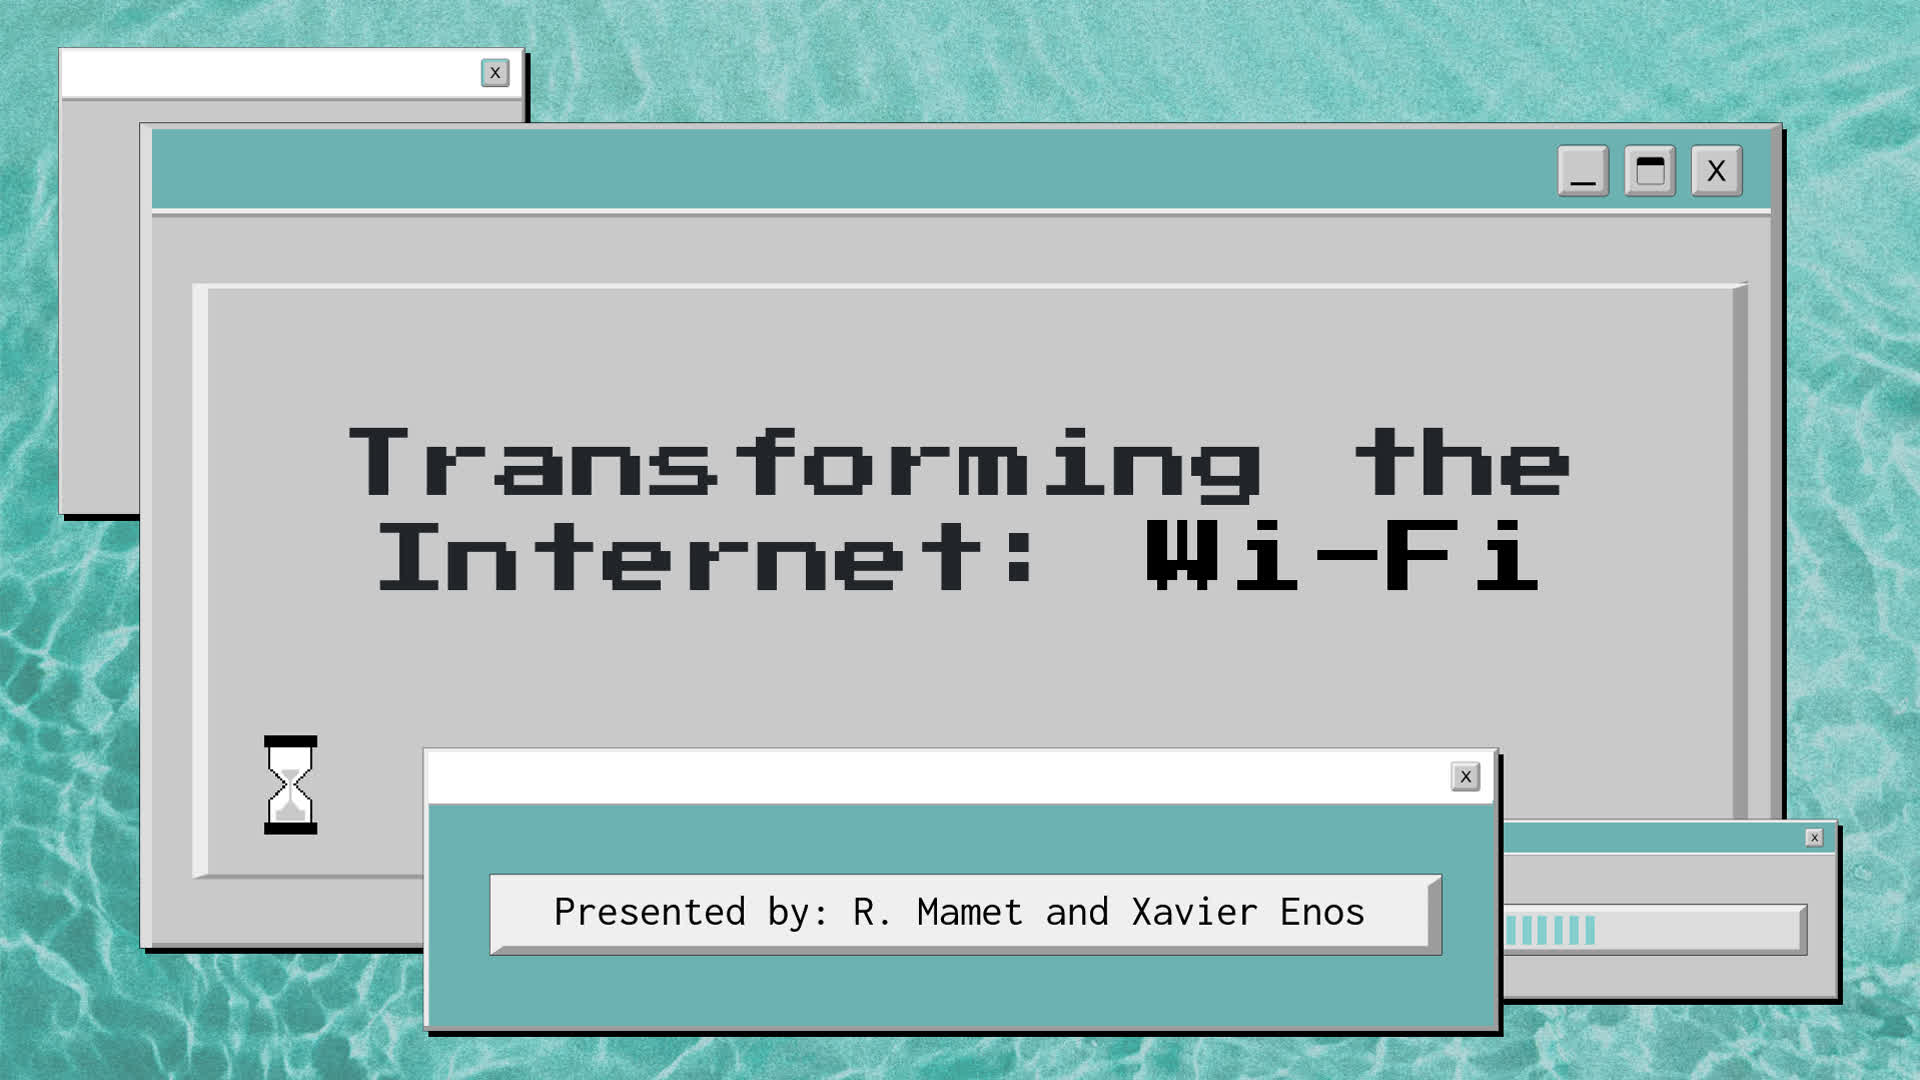 X
X
Transforming the
Internet: Wi-Fi
X
Presented by: R. Mamet and Xavier Enos
X